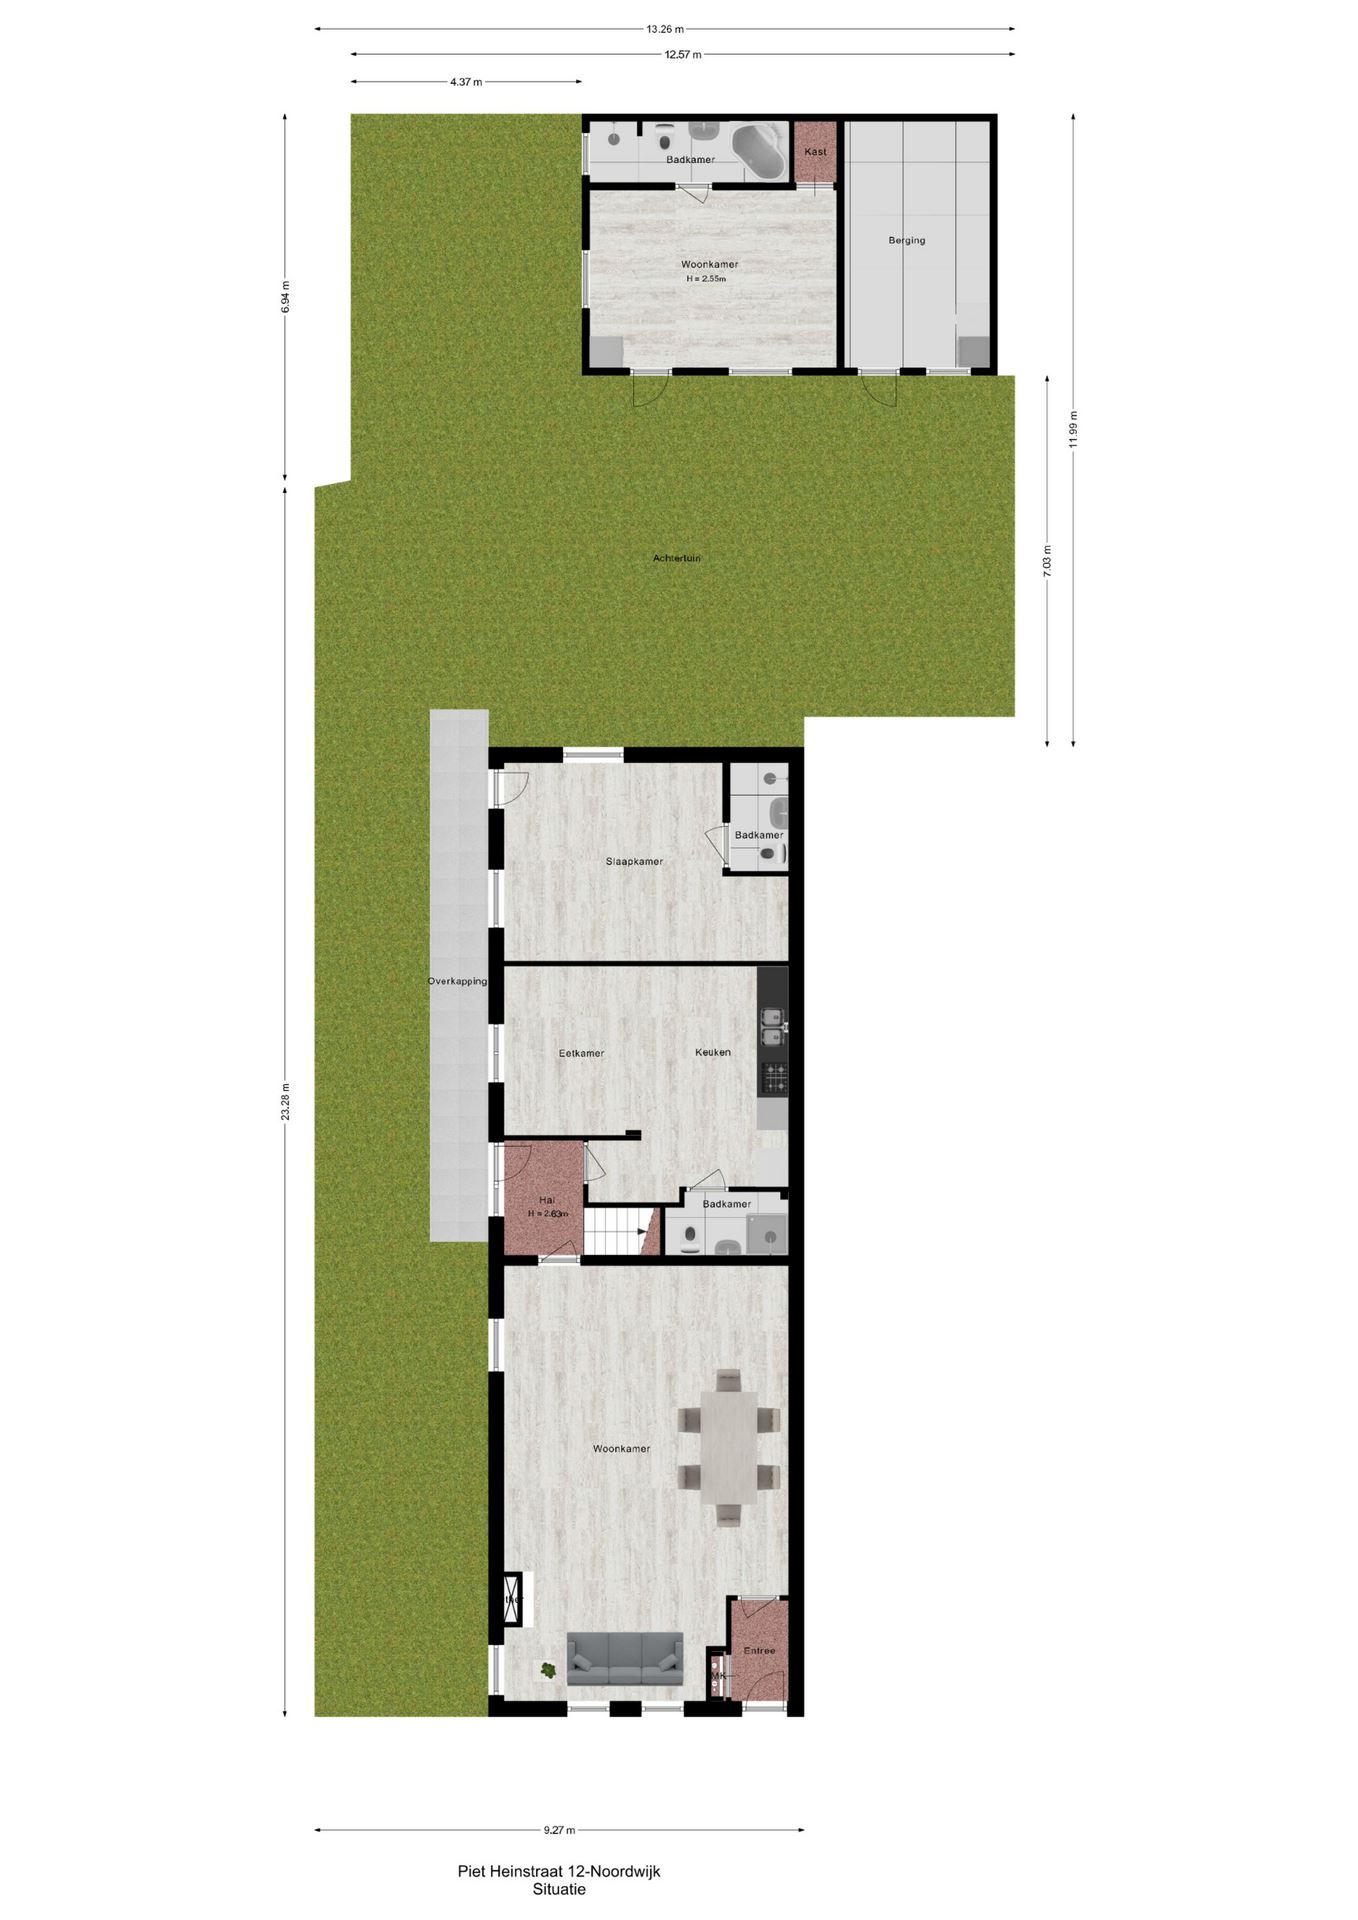 13.26 m
12.57 m
4.37 m
Badkamer
Kast
Berging
Woonkamer
H = 2.55m
6.94 m
11.99 m
7.03 m
Achtertuin
Badkamer
Slaapkamer
Overkapping
Eetkamer
Keuken
23.28 m
Hal
H = 2.63m
Badkamer
Woonkamer
Entree
MK
9.27 m
Piet Heinstraat 12-Noordwijk
Situatie